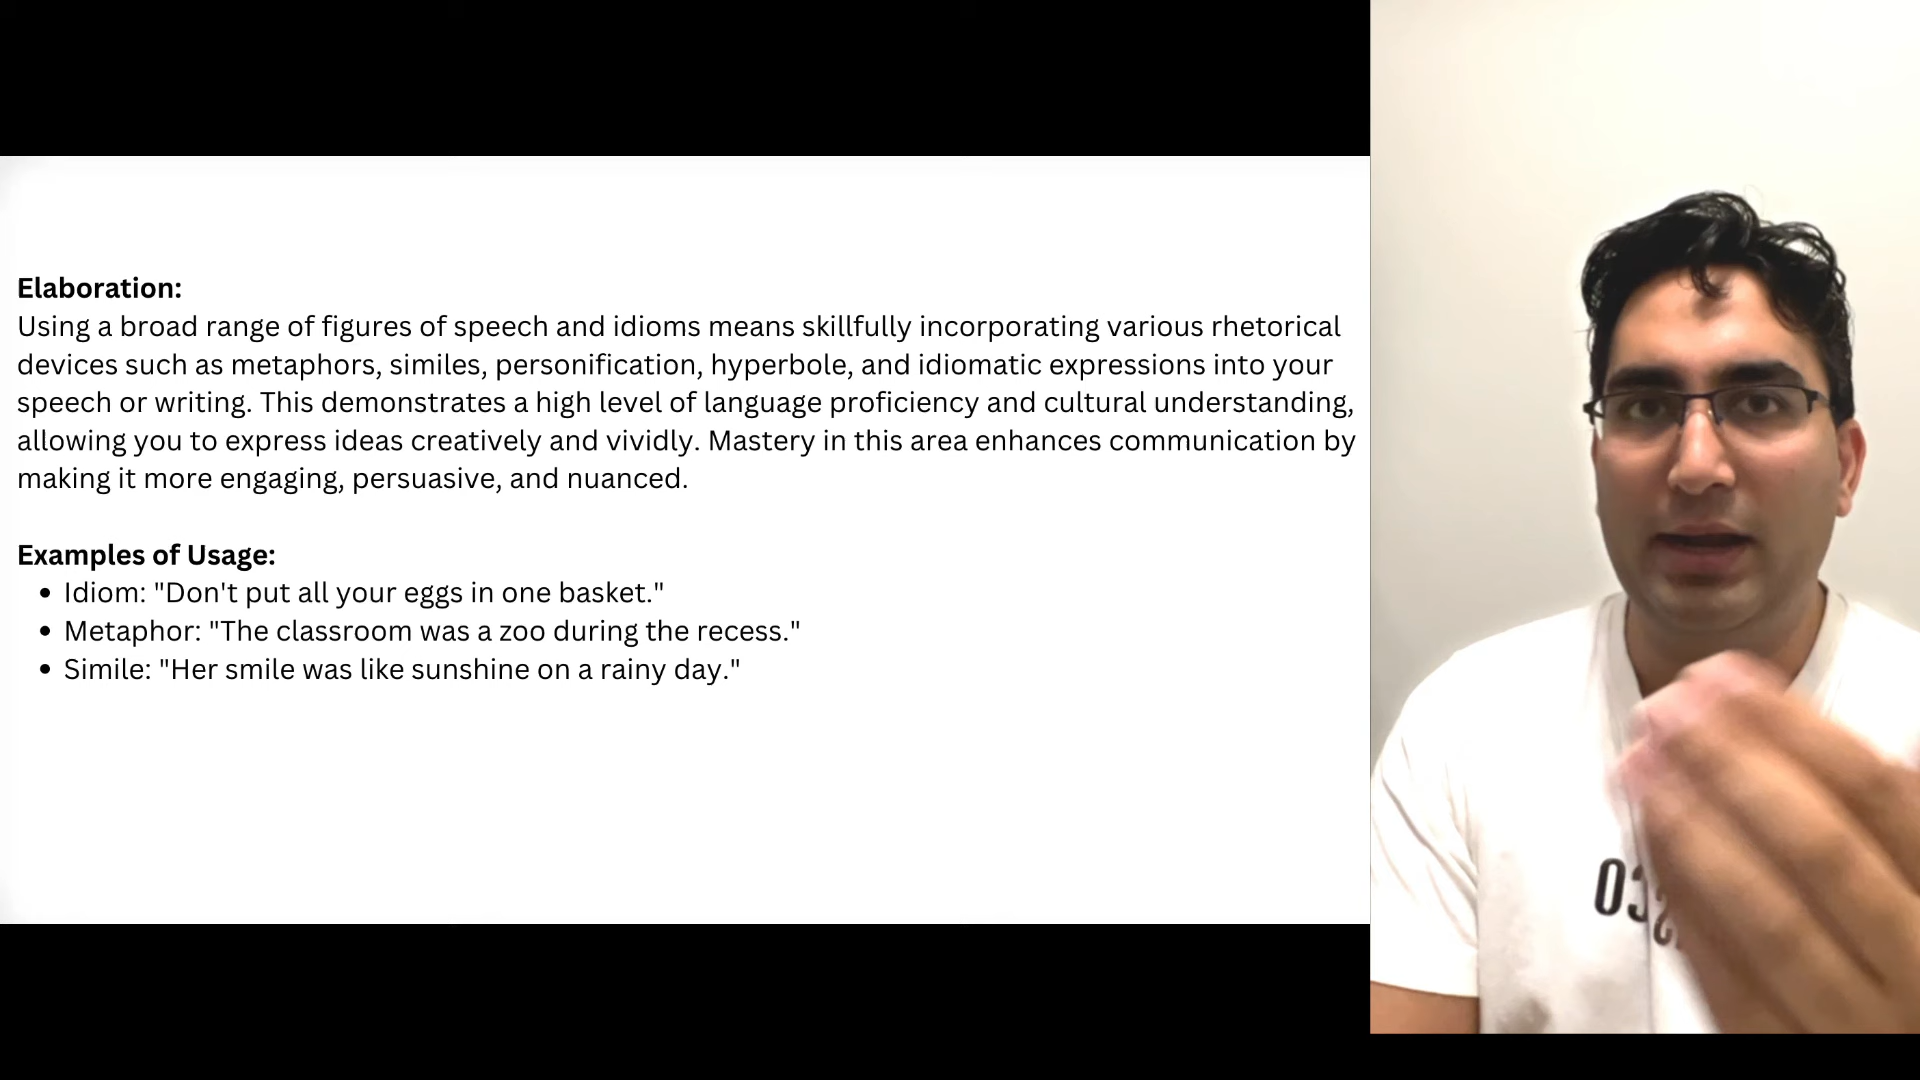 Elaboration:
Using a broad range of figures of speech and idioms means skillfully incorporating various rhetorical
devices such as metaphors, similes, personification, hyperbole, and idiomatic expressions into your
speech or writing. This demonstrates a high level of language proficiency and cultural understanding,
allowing you to express ideas creatively and vividly. Mastery in this area enhances communication by
making it more engaging, persuasive, and nuanced.
Examples of Usage:
• Idiom: "Don't put all your eggs in one basket."
• Metaphor: "The classroom was a zoo during the recess."
• Simile: "Her smile was like sunshine on a rainy day."